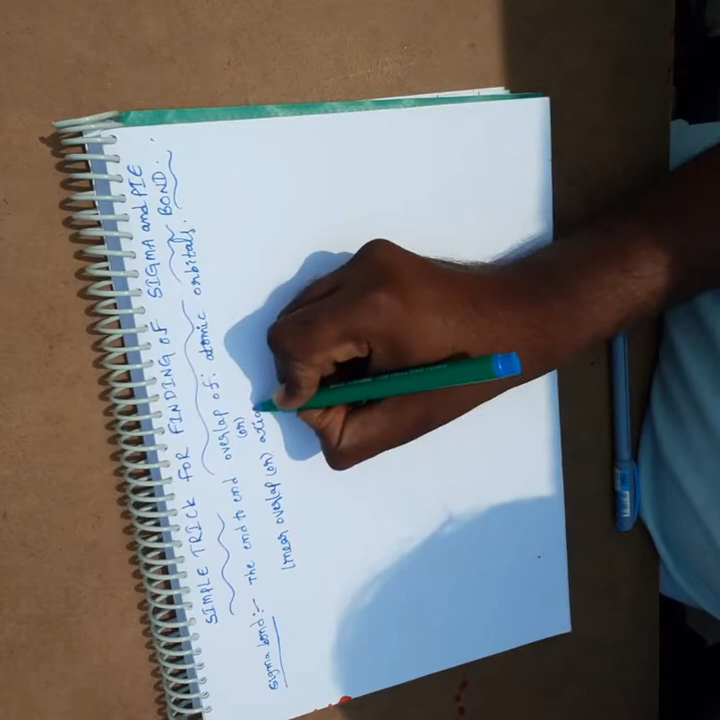 SIMPLE TRICK FOR FINDING OF SIGMA and PIE
BOND.
Sigma bond:- The end to end overlap of: atomic orbitals.
(or)
linear overlap (or) axia